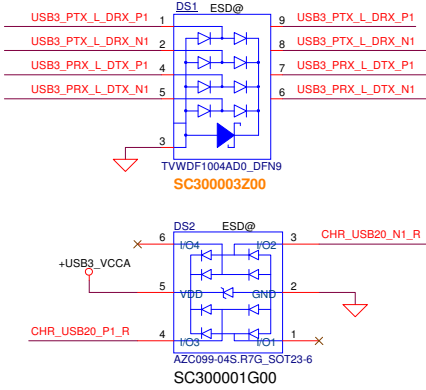 DS1 ESD@
USB3_PTX_L_DRX_P1 1 9 USB3_PTX_L_DRX_P1
USB3_PTX_L_DRX_N1 2 8 USB3_PTX_L_DRX_N1
USB3_PRX_L_DTX_P1 4 7 USB3_PRX_L_DTX_P1
USB3_PRX_L_DTX_N1 5 6 USB3_PRX_L_DTX_N1
3
TVWDF1004AD0_DFN9
SC300003Z00
DS2 ESD@
6 I/O4 I/O2 3 CHR_USB20_N1_R
+USB3_VCCA
5 VDD GND 2
CHR_USB20_P1_R 4 I/O3 I/O1 1
AZC099-04S.R7G_SOT23-6
SC300001G00